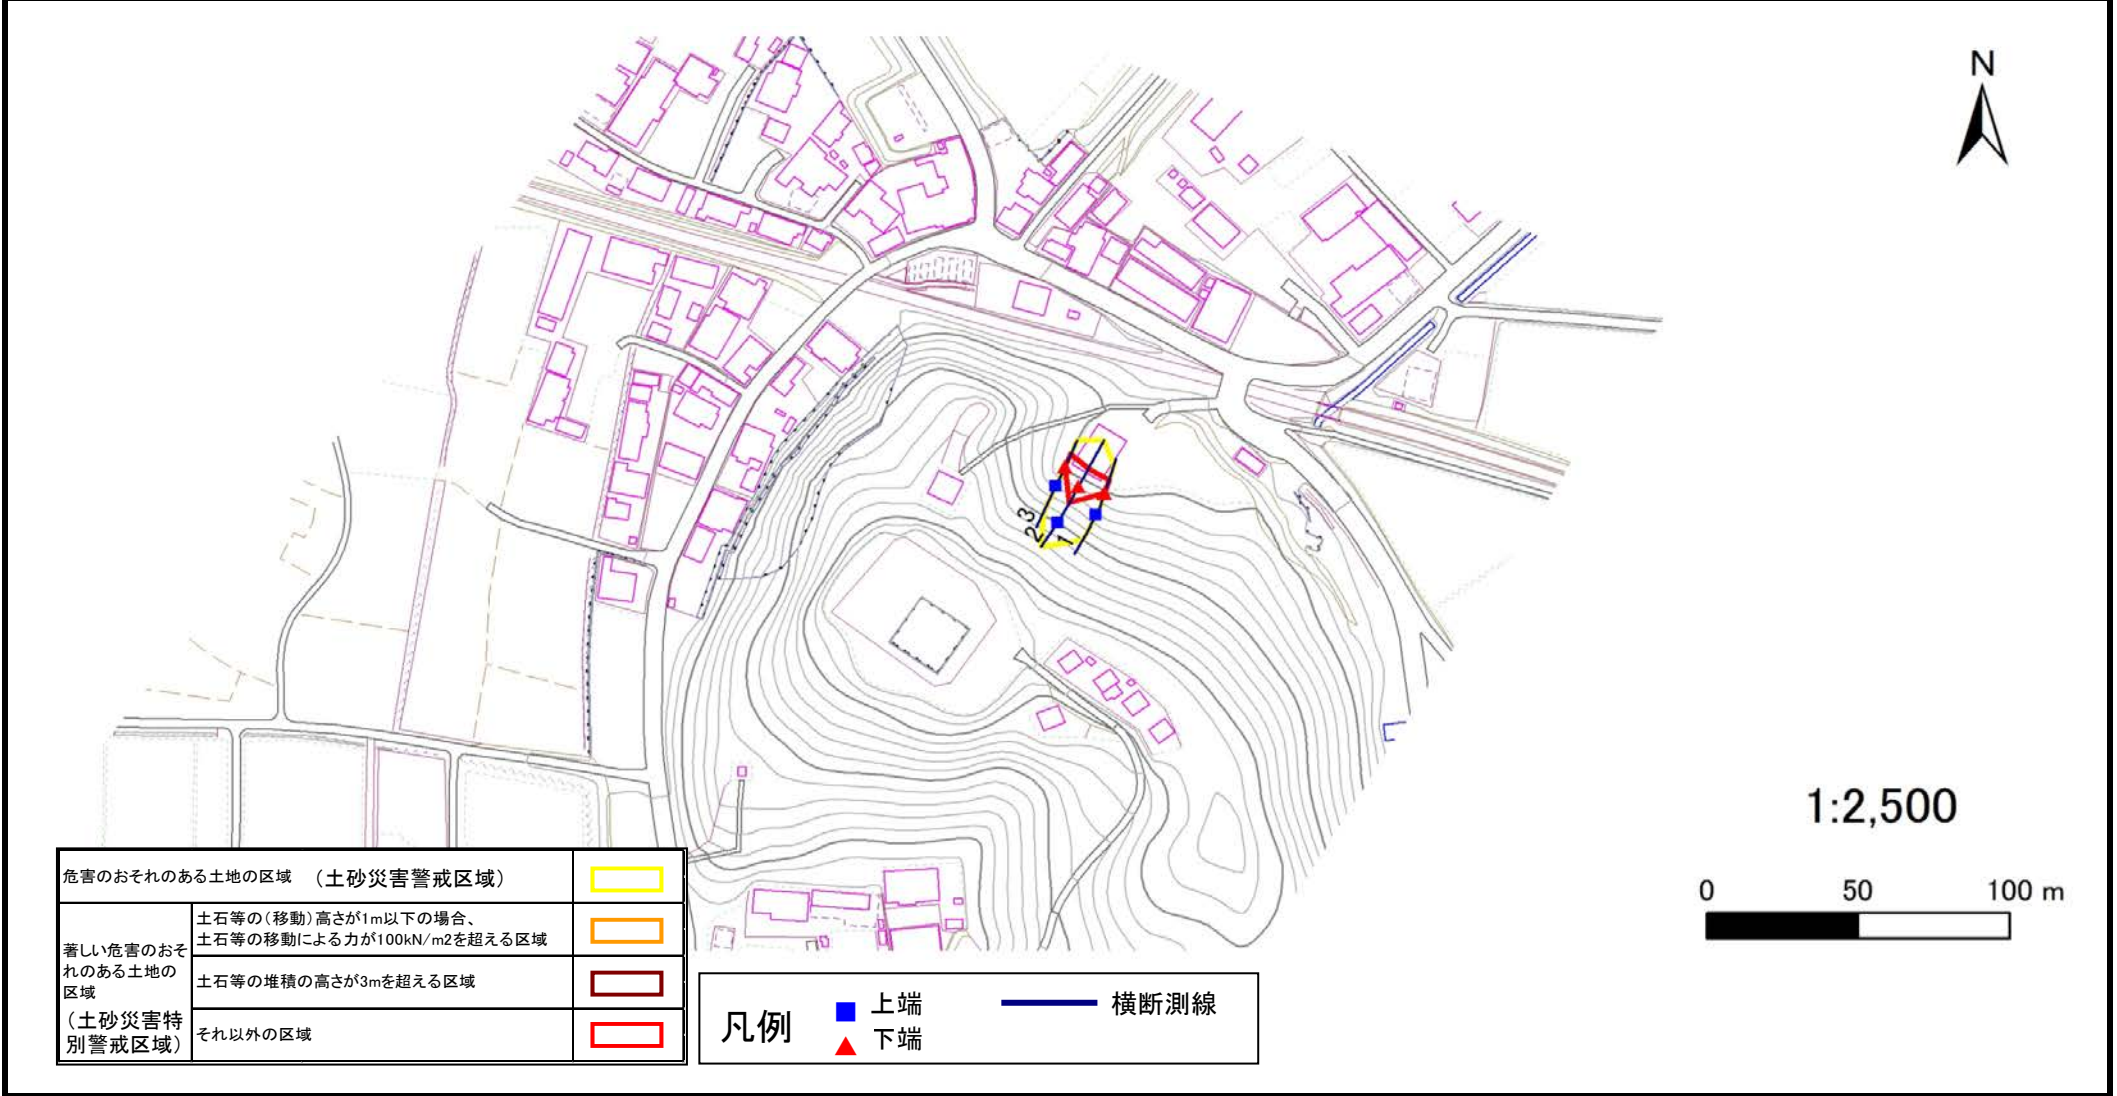 N
3
2
1
1:2,500
0 50 100 m
危害のおそれのある土地の区域 （土砂災害警戒区域）
著しい危害のおそ
れのある土地の
区域
（土砂災害特
別警戒区域）
土石等の（移動）高さが1m以下の場合、
土石等の移動による力が100kN/m2を超える区域
土石等の堆積の高さが3mを超える区域
それ以外の区域
凡例
上端
下端
横断測線